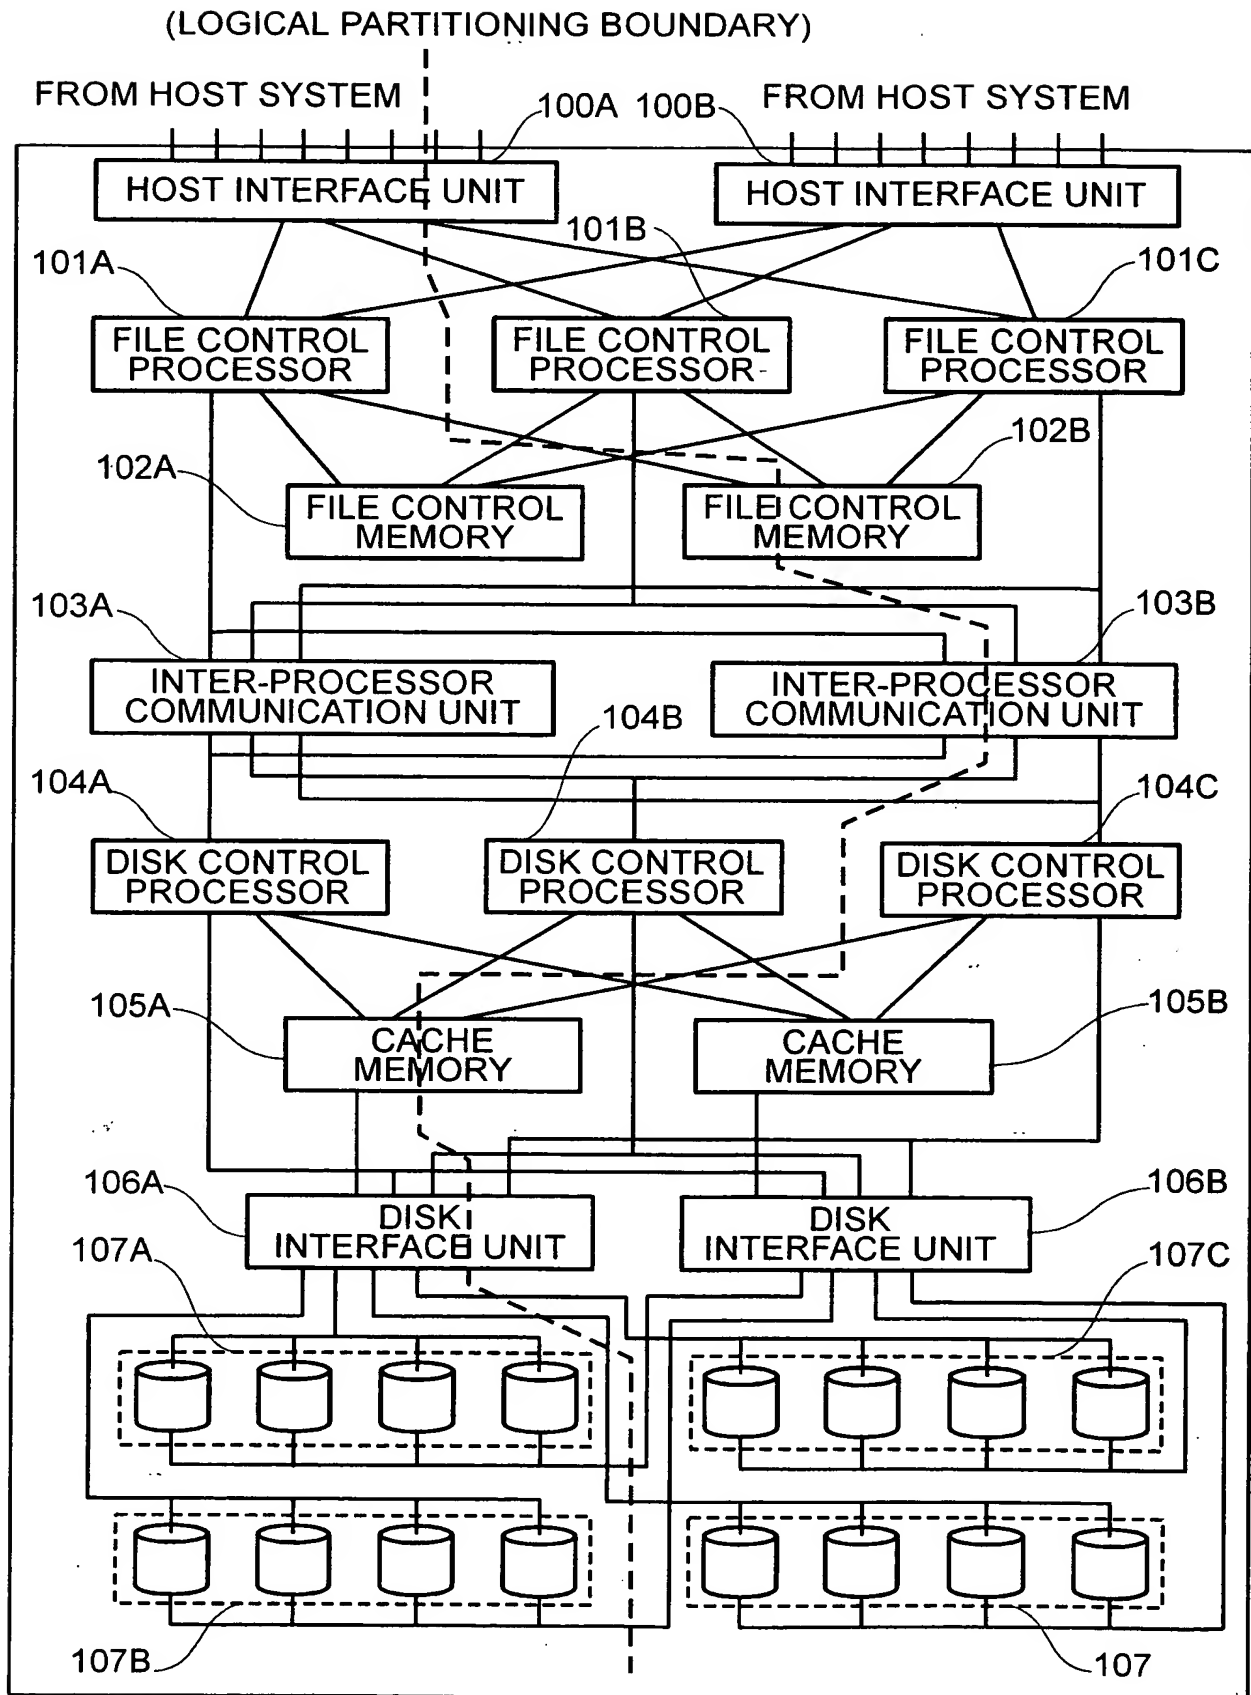 (LOGICAL PARTITIONING BOUNDARY)
FROM HOST SYSTEM
FROM HOST SYSTEM
100A
100B
HOST INTERFACE UNIT
HOST INTERFACE UNIT
101A
101B
101C
FILE CONTROL
PROCESSOR
FILE CONTROL
PROCESSOR
FILE CONTROL
PROCESSOR
102A
102B
FILE CONTROL
MEMORY
FILE CONTROL
MEMORY
103A
103B
INTER-PROCESSOR
COMMUNICATION UNIT
INTER-PROCESSOR
COMMUNICATION UNIT
104A
104B
104C
DISK CONTROL
PROCESSOR
DISK CONTROL
PROCESSOR
DISK CONTROL
PROCESSOR
105A
105B
CACHE
MEMORY
CACHE
MEMORY
106A
106B
DISK
INTERFACE UNIT
DISK
INTERFACE UNIT
107A
107C
107B
107